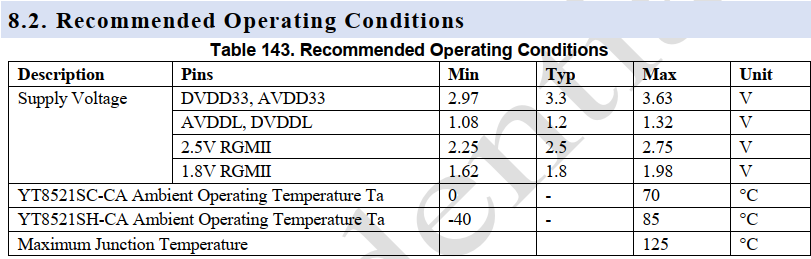 8.2. Recommended Operating Conditions
Table 143. Recommended Operating Conditions
Description Pins Min Typ Max Unit
Supply Voltage DVDD33, AVDD33 2.97 3.3 3.63 V
AVDDL, DVDDL 1.08 1.2 1.32 V
2.5V RGMII 2.25 2.5 2.75 V
1.8V RGMII 1.62 1.8 1.98 V
YT8521SC-CA Ambient Operating Temperature Ta 0 - 70 °C
YT8521SH-CA Ambient Operating Temperature Ta -40 - 85 °C
Maximum Junction Temperature 125 °C